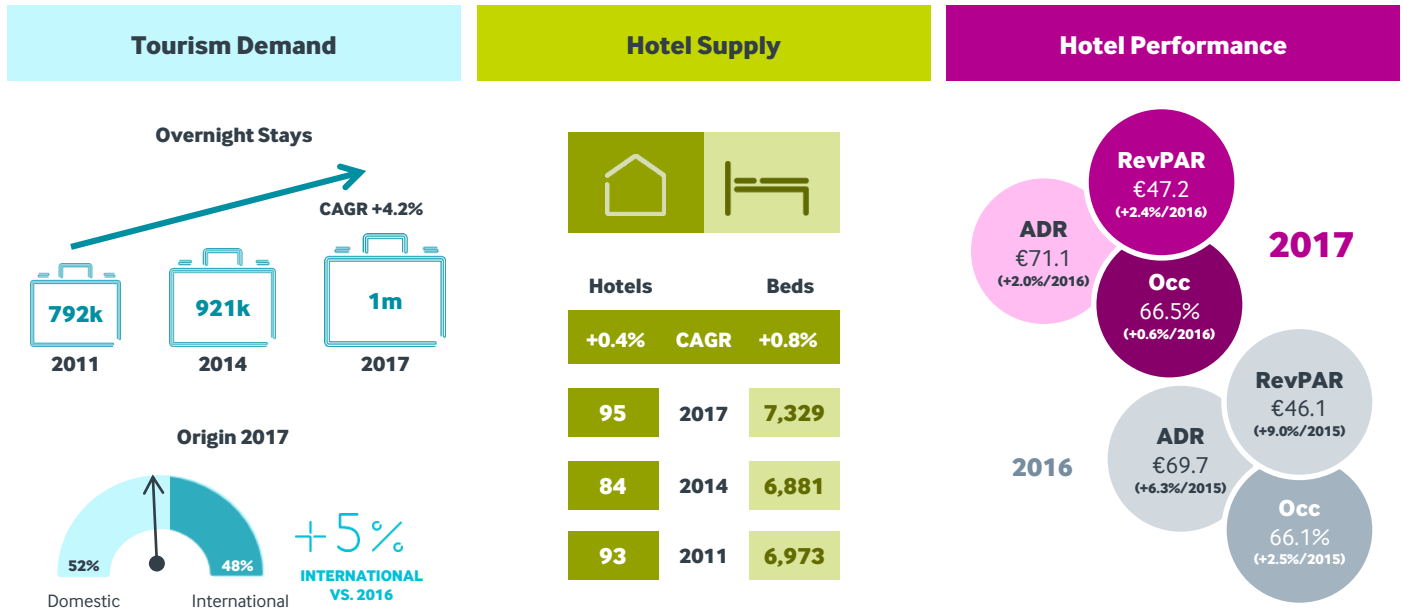 Tourism Demand
Overnight Stays
CAGR +4.2%
792k
921k
1m
2011
2014
2017
Origin 2017
52%
48%
Domestic
International
+5%
INTERNATIONAL
VS. 2016
Hotel Supply
Hotels
Beds
+0.4% CAGR +0.8%
95 2017 7,329
84 2014 6,881
93 2011 6,973
Hotel Performance
2017
RevPAR
€47.2
(+2.4%/2016)
ADR
€71.1
(+2.0%/2016)
Occ
66.5%
(+0.6%/2016)
2016
RevPAR
€46.1
(+9.0%/2015)
ADR
€69.7
(+6.3%/2015)
Occ
66.1%
(+2.5%/2015)